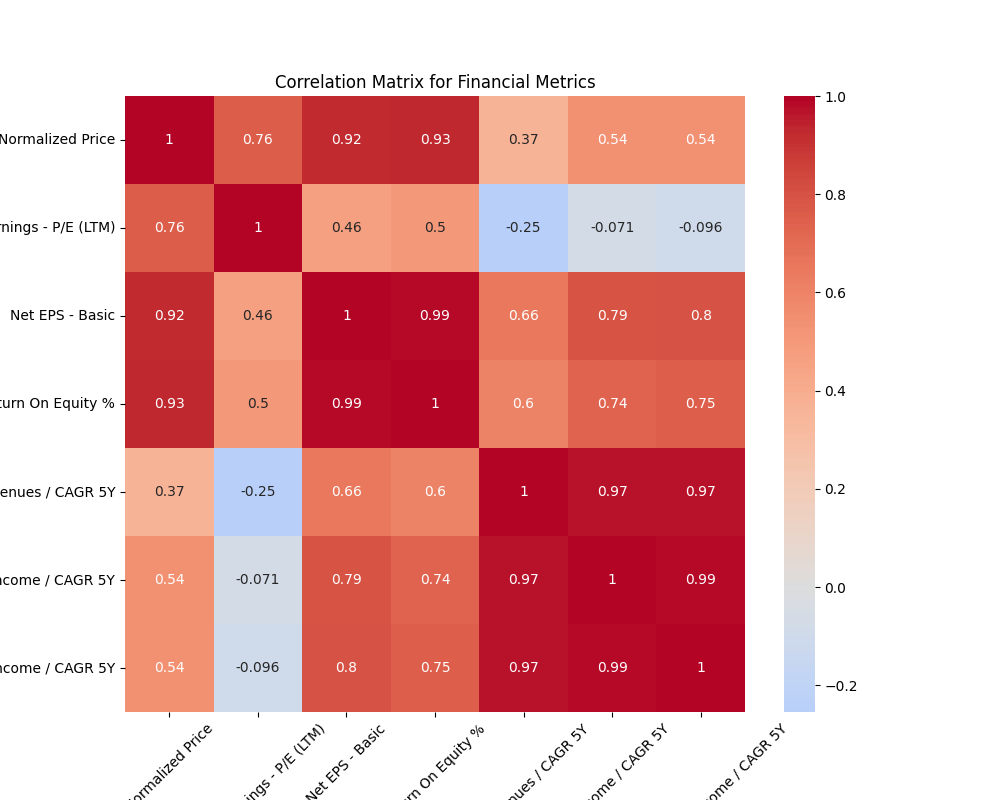 Correlation Matrix for Financial Metrics
Normalized Price 1 0.76 0.92 0.93 0.37 0.54 0.54
rnings - P/E (LTM) 0.76 1 0.46 0.5 -0.25 -0.071 -0.096
Net EPS - Basic 0.92 0.46 1 0.99 0.66 0.79 0.8
turn On Equity % 0.93 0.5 0.99 1 0.6 0.74 0.75
enues / CAGR 5Y 0.37 -0.25 0.66 0.6 1 0.97 0.97
ncome / CAGR 5Y 0.54 -0.071 0.79 0.74 0.97 1 0.99
ncome / CAGR 5Y 0.54 -0.096 0.8 0.75 0.97 0.99 1
ormalized Price
ings - P/E (LTM)
Net EPS - Basic
rn On Equity %
nues / CAGR 5Y
ome / CAGR 5Y
ome / CAGR 5Y
1.0
0.8
0.6
0.4
0.2
0.0
−0.2